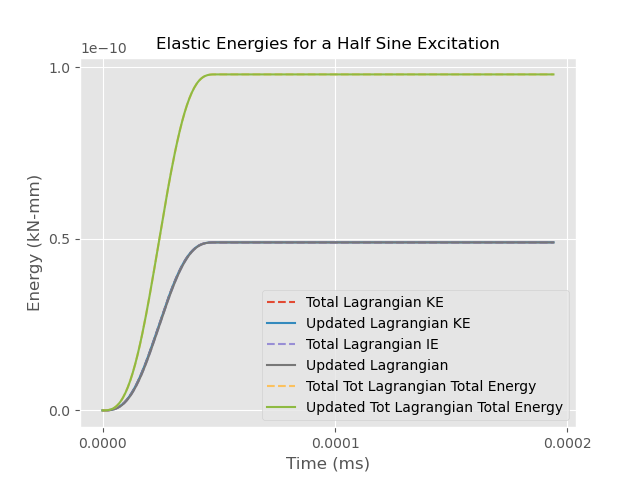 Elastic Energies for a Half Sine Excitation
1e−10
1.0
0.5
0.0
Energy (kN-mm)
Total Lagrangian KE
Updated Lagrangian KE
Total Lagrangian IE
Updated Lagrangian
Total Tot Lagrangian Total Energy
Updated Tot Lagrangian Total Energy
0.0000 0.0001 0.0002
Time (ms)